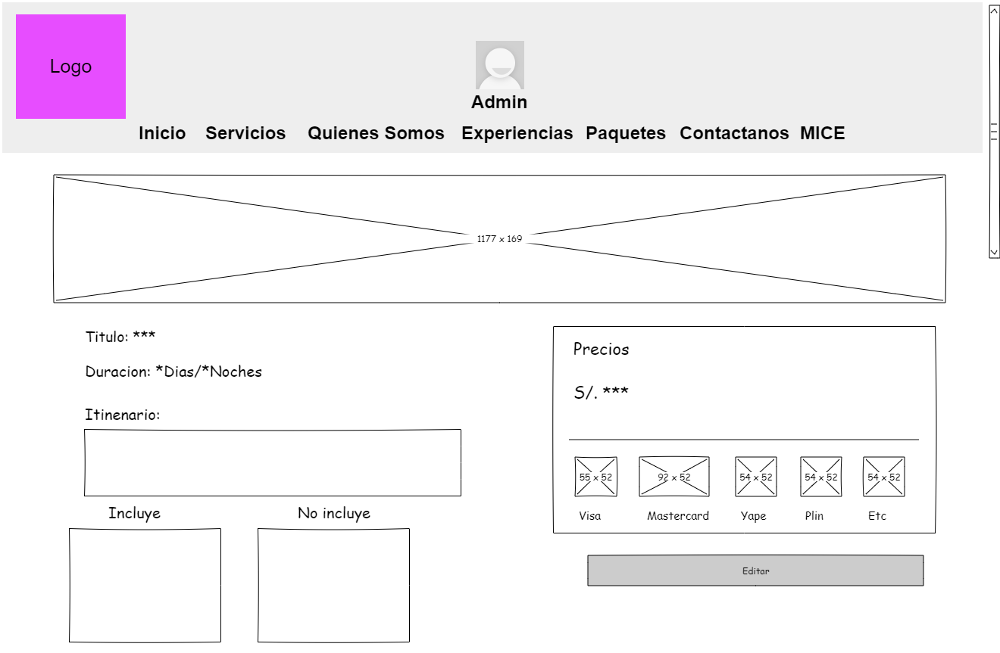 Logo
Admin
Inicio Servicios Quienes Somos Experiencias Paquetes Contactanos MICE
1177 x 169
Titulo: ***
Duracion: *Dias/*Noches
Itinenario:
Incluye No incluye
Precios
S/. ***
55 x 52 92 x 52 54 x 52 54 x 52 54 x 52
Visa Mastercard Yape Plin Etc
Editar